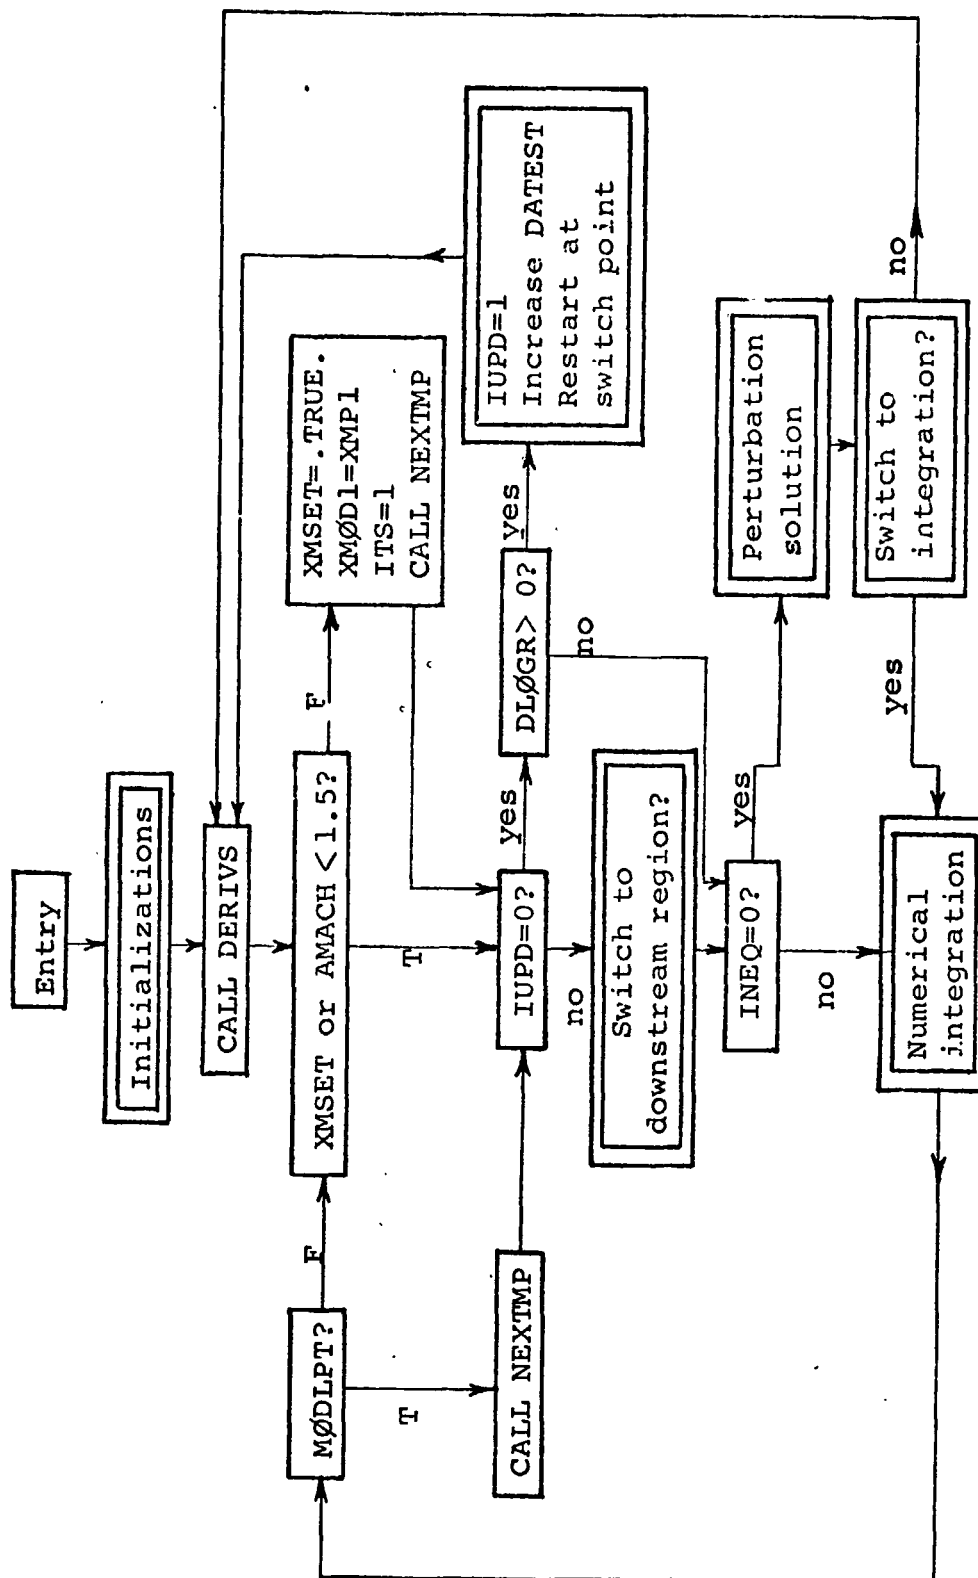 Entry
Initializations
CALL DERIVS
MØDLPT?
F
XMSET or AMACH <1.5?
F
XMSET=.TRUE.
XMØD1=XMP1
ITS=1
CALL NEXTMP
T
T
CALL NEXTMP
IUPD=0?
yes
DLØGR> 0?
yes
IUPD=1
Increase DATEST
Restart at
switch point
no
no
Switch to
downstream region?
INEQ=0?
yes
Perturbation
solution
no
Numerical
integration
yes
Switch to
integration?
no